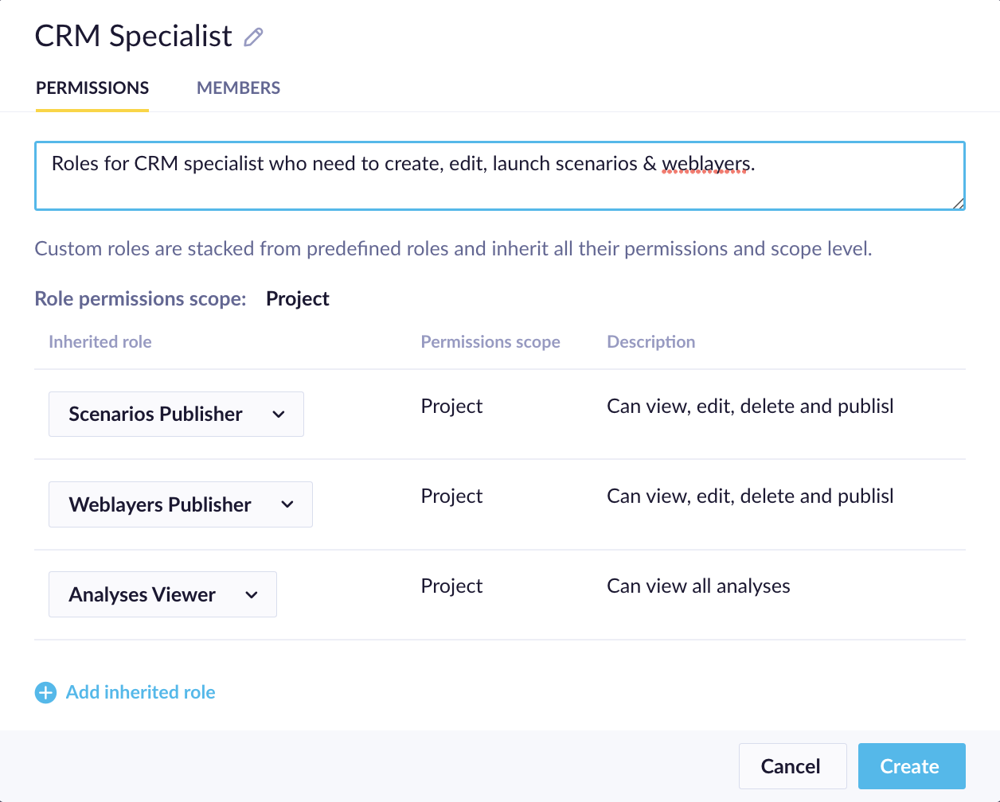 CRM Specialist
PERMISSIONS MEMBERS
Roles for CRM specialist who need to create, edit, launch scenarios & weblayers.
Custom roles are stacked from predefined roles and inherit all their permissions and scope level.
Role permissions scope: Project
Inherited role Permissions scope Description
Scenarios Publisher Project Can view, edit, delete and
Weblayers Publisher Project Can view, edit, delete and
Analyses Viewer Project Can view all analyses
Add inherited role
Cancel Create